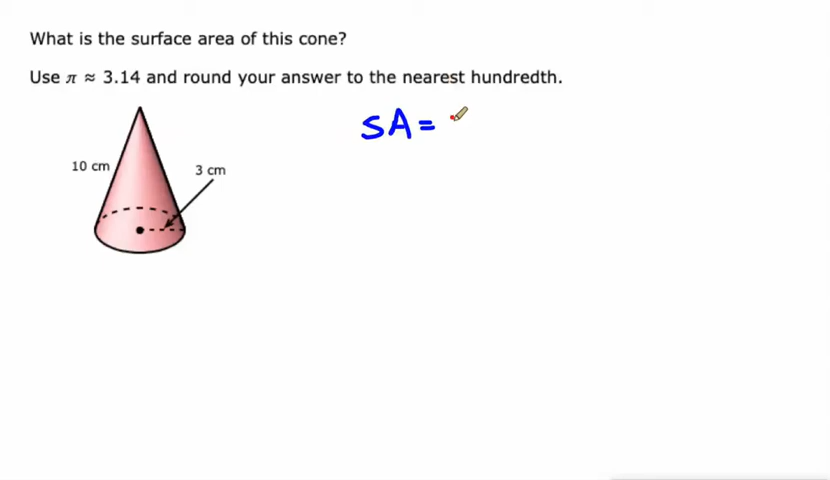 What is the surface area of this cone?
Use π ≈ 3.14 and round your answer to the nearest hundredth.
SA =
10 cm
3 cm